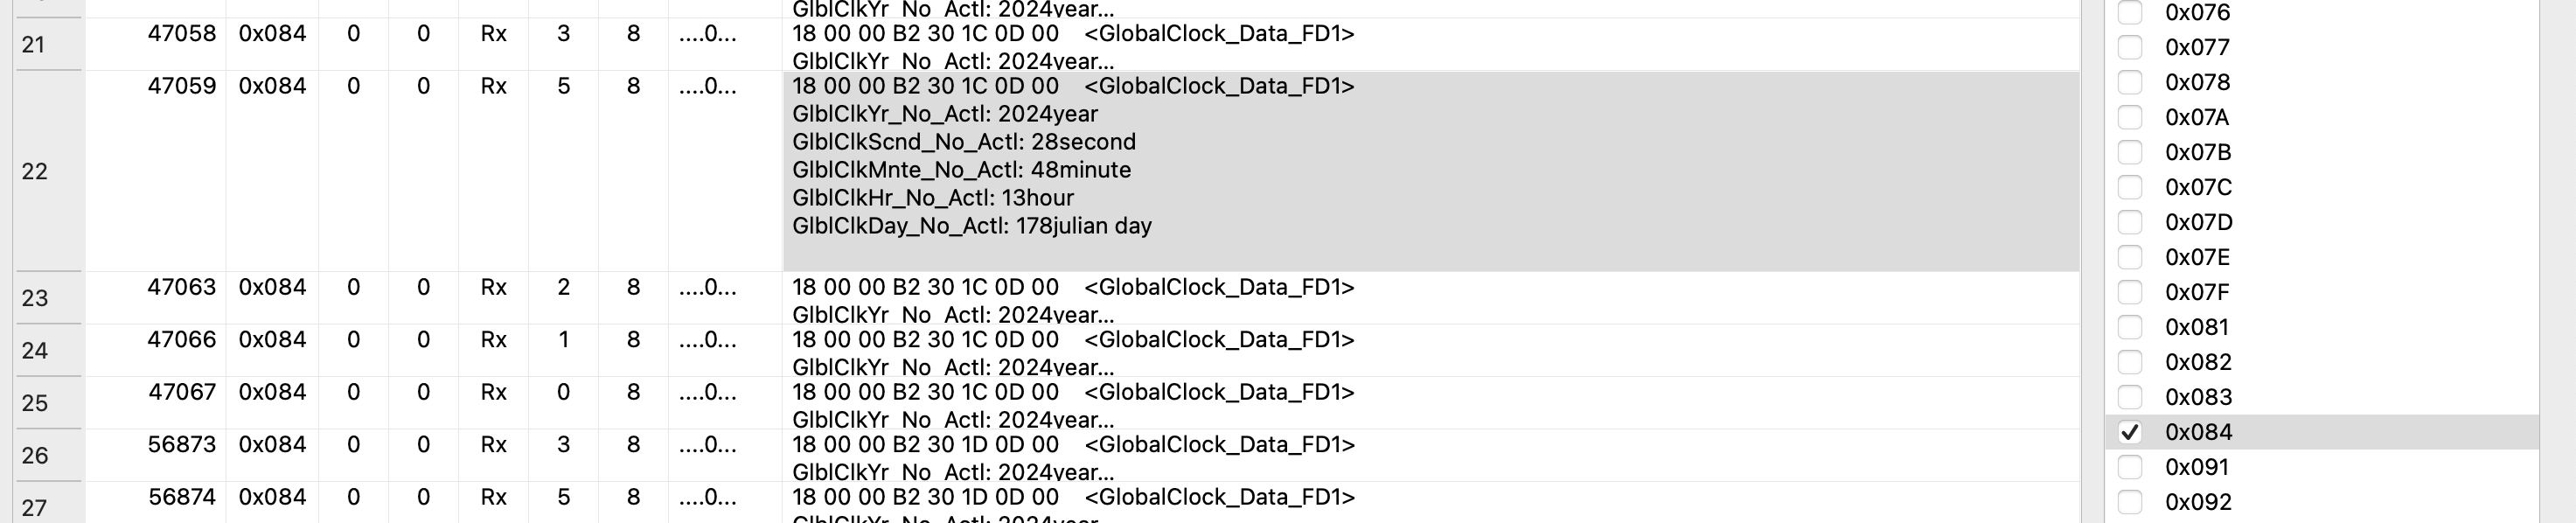 GlblClkYr_No_Actl: 2024year...
21 47058 0x084 0 0 Rx 3 8 ....0... 18 00 00 B2 30 1C 0D 00 <GlobalClock_Data_FD1>
GlblClkYr_No_Actl: 2024year...
22 47059 0x084 0 0 Rx 5 8 ....0... 18 00 00 B2 30 1C 0D 00 <GlobalClock_Data_FD1>
GlblClkYr_No_Actl: 2024year
GlblClkScnd_No_Actl: 28second
GlblClkMnte_No_Actl: 48minute
GlblClkHr_No_Actl: 13hour
GlblClkDay_No_Actl: 178julian day
23 47063 0x084 0 0 Rx 2 8 ....0... 18 00 00 B2 30 1C 0D 00 <GlobalClock_Data_FD1>
GlblClkYr_No_Actl: 2024year...
24 47066 0x084 0 0 Rx 1 8 ....0... 18 00 00 B2 30 1C 0D 00 <GlobalClock_Data_FD1>
GlblClkYr_No_Actl: 2024year...
25 47067 0x084 0 0 Rx 0 8 ....0... 18 00 00 B2 30 1C 0D 00 <GlobalClock_Data_FD1>
GlblClkYr_No_Actl: 2024year...
26 56873 0x084 0 0 Rx 3 8 ....0... 18 00 00 B2 30 1D 0D 00 <GlobalClock_Data_FD1>
GlblClkYr_No_Actl: 2024year...
27 56874 0x084 0 0 Rx 5 8 ....0... 18 00 00 B2 30 1D 0D 00 <GlobalClock_Data_FD1>
GlblClkYr_No_Actl: 2024year...
0x076
0x077
0x078
0x07A
0x07B
0x07C
0x07D
0x07E
0x07F
0x081
0x082
0x083
0x084
0x091
0x092